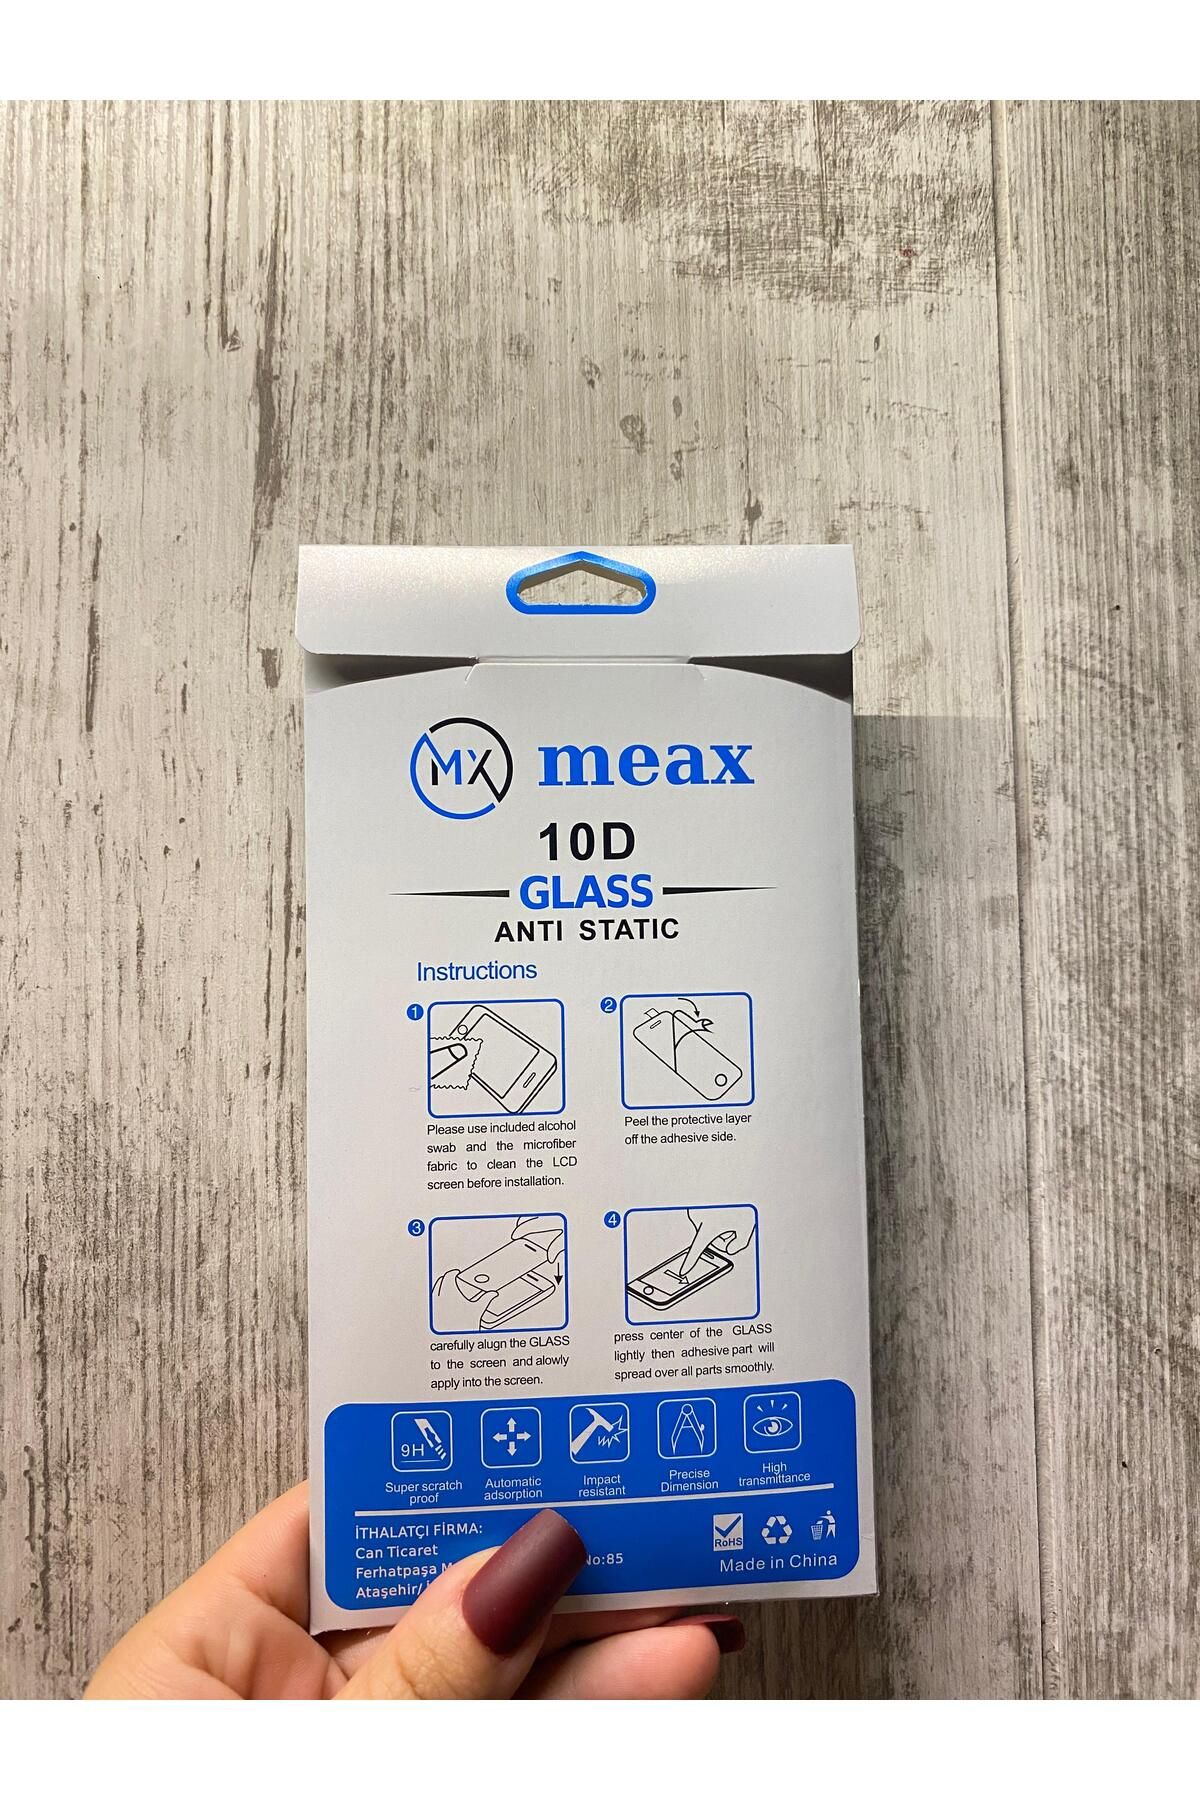 MX meax
10D
GLASS
ANTI STATIC
Instructions
1
Please use included alcohol
swab and the microfiber
fabric to clean the LCD
screen before installation.
2
Peel the protective layer
off the adhesive side.
3
carefully alugn the GLASS
to the screen and alowly
apply into the screen.
4
press center of the GLASS
lightly then adhesive part will
spread over all parts smoothly.
9H
Super scratch
proof
Automatic
adsorption
Impact
resistant
Precise
Dimension
High
transmittance
İTHALATÇI FİRMA:
Can Ticaret
Ferhatpaşa No:85
Ataşehir/
RoHS
Made in China